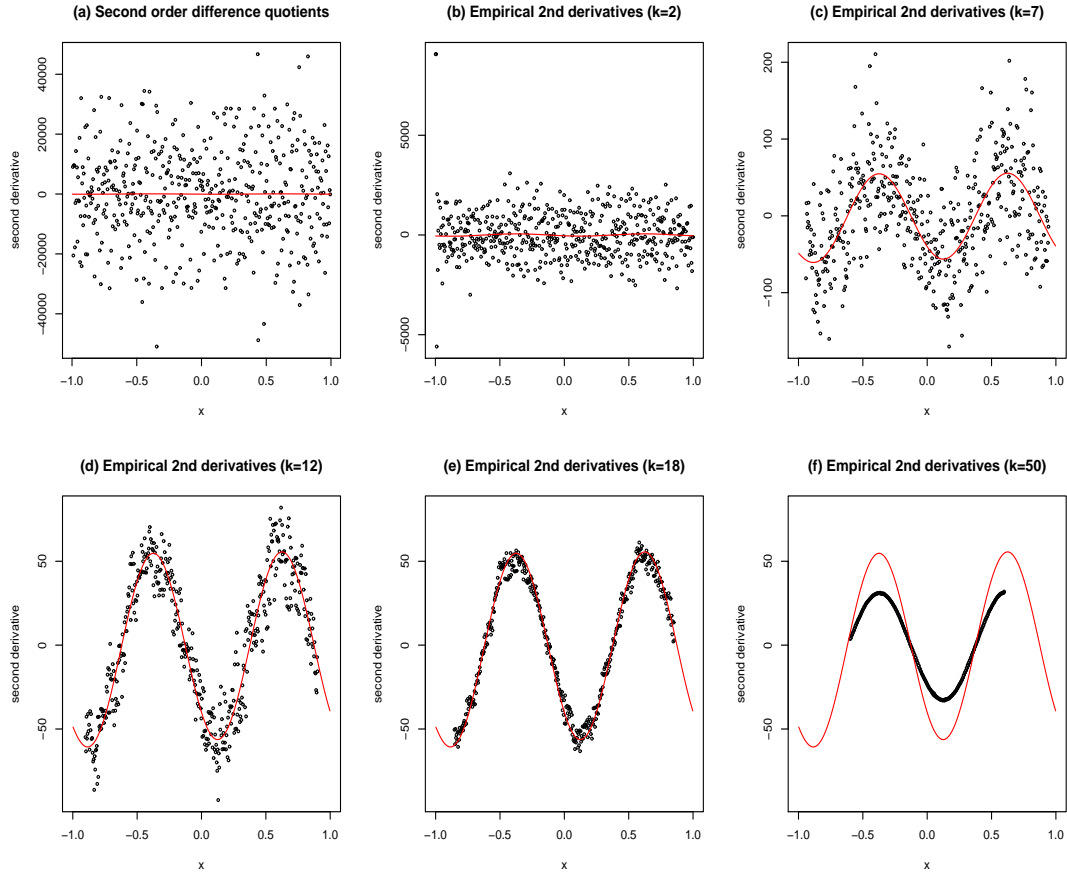 (a) Second order difference quotients
second derivative
40000
20000
0
−20000
−40000
−1.0 −0.5 0.0 0.5 1.0
x
(b) Empirical 2nd derivatives (k=2)
second derivative
5000
0
−5000
−1.0 −0.5 0.0 0.5 1.0
x
(c) Empirical 2nd derivatives (k=7)
second derivative
200
100
0
−100
−1.0 −0.5 0.0 0.5 1.0
x
(d) Empirical 2nd derivatives (k=12)
second derivative
50
0
−50
−1.0 −0.5 0.0 0.5 1.0
x
(e) Empirical 2nd derivatives (k=18)
second derivative
50
0
−50
−1.0 −0.5 0.0 0.5 1.0
x
(f) Empirical 2nd derivatives (k=50)
second derivative
50
0
−50
−1.0 −0.5 0.0 0.5 1.0
x